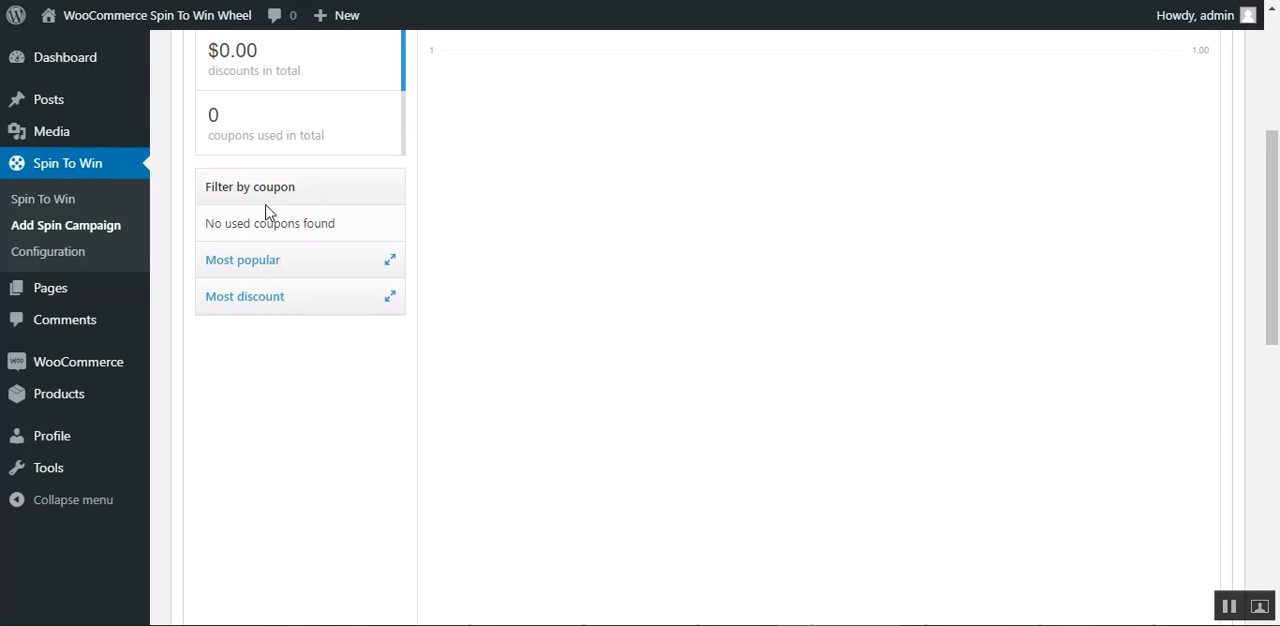 WooCommerce Spin To Win Wheel 0 New Howdy, admin
Dashboard
Posts
Media
Spin To Win
Spin To Win
Add Spin Campaign
Configuration
Pages
Comments
WOO WooCommerce
Products
Profile
Tools
Collapse menu
$0.00
discounts in total
0
coupons used in total
Filter by coupon
No used coupons found
Most popular
Most discount
1 1.00